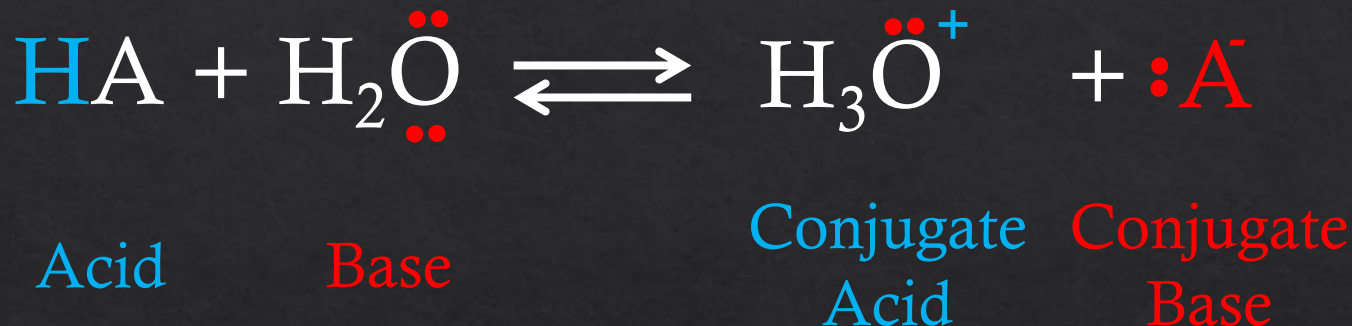 HA + H₂Ö ⇌ H₃Ö⁺ + :A⁻
Acid Base Conjugate Acid Conjugate Base